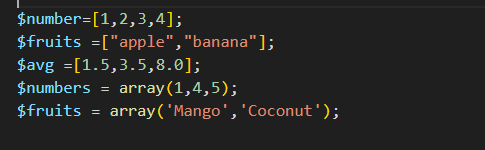 $number=[1,2,3,4];
$fruits =["apple","banana"];
$avg =[1.5,3.5,8.0];
$numbers = array(1,4,5);
$fruits = array('Mango','Coconut');